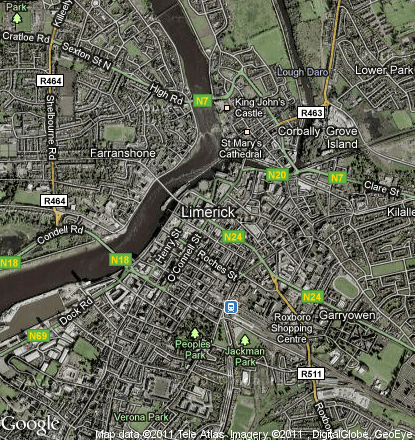 Park
Cratloe Rd
Kilkely
Sexton St N
R464
High Rd
Shelbourne Rd
N7
Lough Daro
Lower Park
King John's
Castle
R463
Corbally Grove
Island
St Mary's
Cathedral
Farranshone
N20
N7
Clare St
R464
Limerick
Kilale
Condell Rd
N24
N18
N18
Henry St
O'Connell St
Roches St
Dock Rd
N24
Roxboro
Shopping
Centre
Garryowen
N69
Peoples
Park
Jackman
Park
R511
Verona Park
Google
Map data ©2011 Tele Atlas, Imagery ©2011 , DigitalGlobe, GeoEye